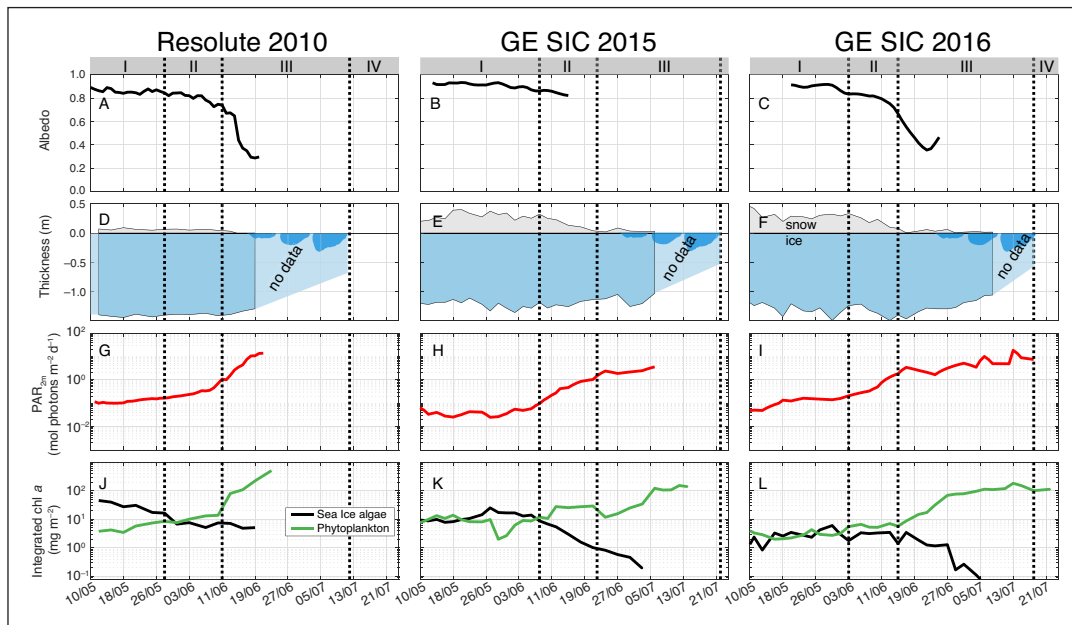 Resolute 2010 GE SIC 2015 GE SIC 2016
I II III IV I II III I II III IV
Albedo
1.0
0.8
0.6
0.4
0.2
0.0
A B C
Thickness (m)
0.5
0.0
−0.5
−1.0
D E F
snow
ice
no data no data no data
PAR2m
(mol photons m−2 d−1)
10²
10⁰
10−2
G H I
Integrated chl a
(mg m−2)
10²
10¹
10⁰
10−1
J K L
Sea Ice algae
Phytoplankton
10/05 18/05 26/05 03/06 11/06 19/06 27/06 05/07 13/07 21/07 10/05 18/05 26/05 03/06 11/06 19/06 27/06 05/07 13/07 21/07 10/05 18/05 26/05 03/06 11/06 19/06 27/06 05/07 13/07 21/07